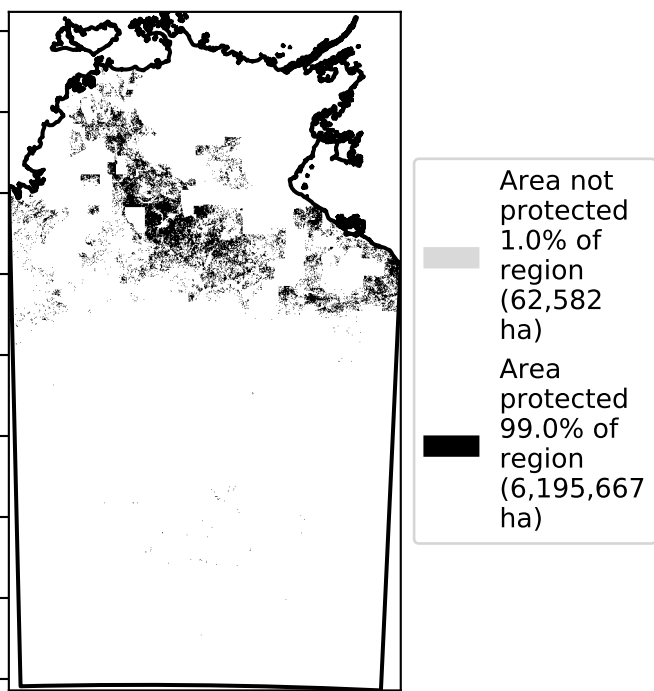 Area not
protected
1.0% of
region
(62,582
ha)
Area
protected
99.0% of
region
(6,195,667
ha)